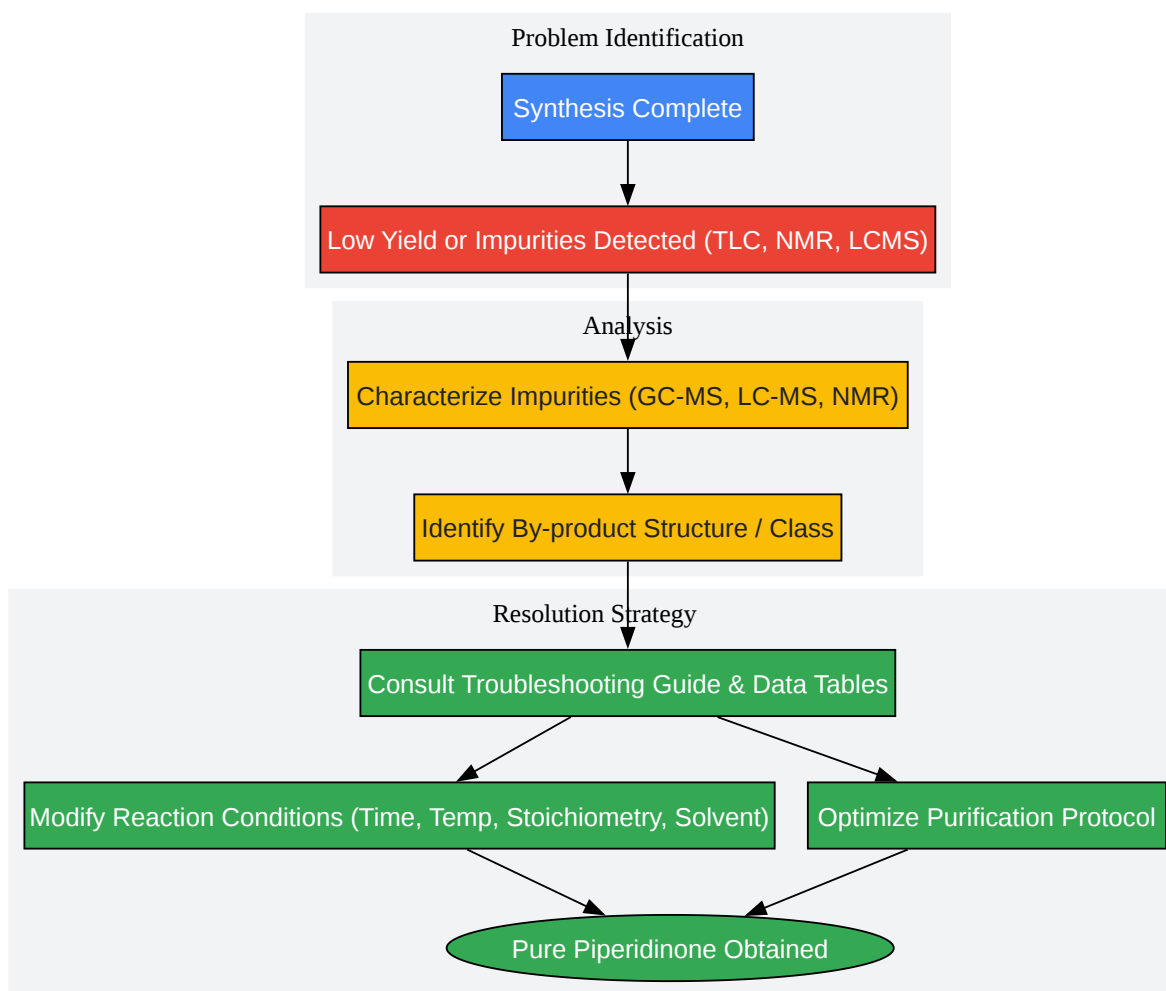 Problem Identification
Synthesis Complete
Low Yield or Impurities Detected (TLC, NMR, LCMS)
Analysis
Characterize Impurities (GC-MS, LC-MS, NMR)
Identify By-product Structure / Class
Resolution Strategy
Consult Troubleshooting Guide & Data Tables
Modify Reaction Conditions (Time, Temp, Stoichiometry, Solvent)
Optimize Purification Protocol
Pure Piperidinone Obtained